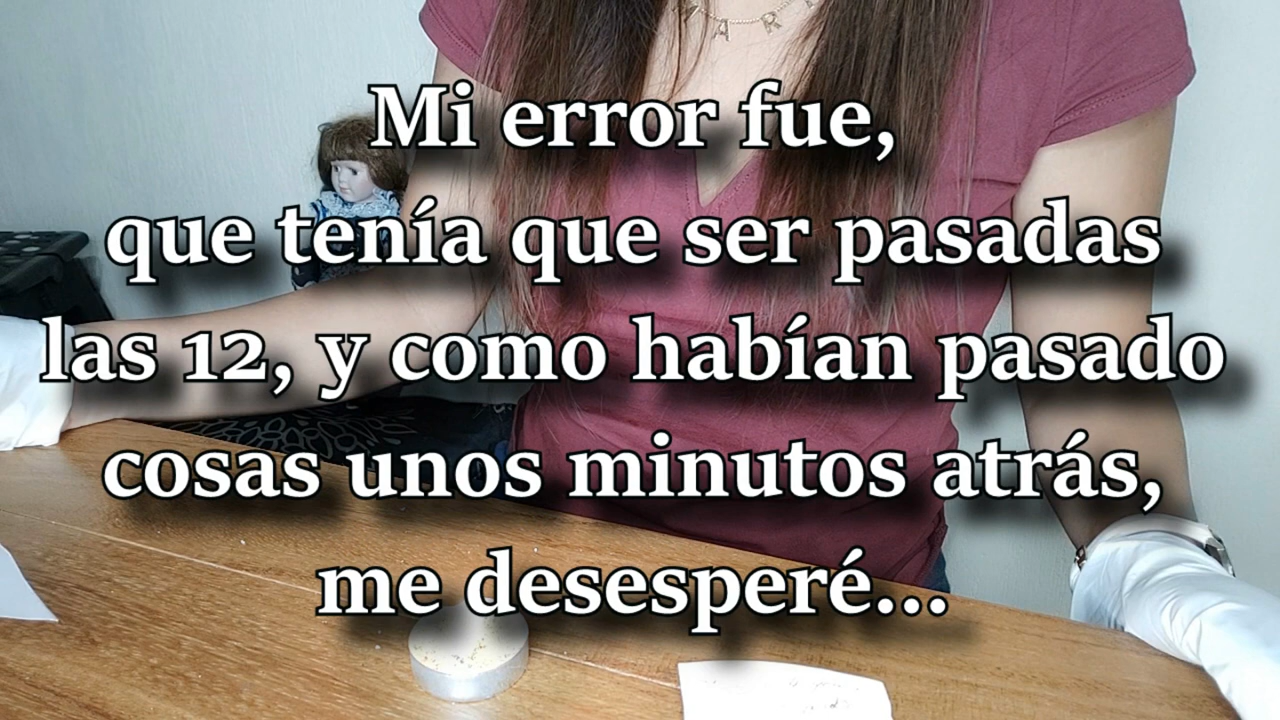 Mi error fue,
que tenía que ser pasadas
las 12, y como habían pasado
cosas unos minutos atrás,
me desesperé...